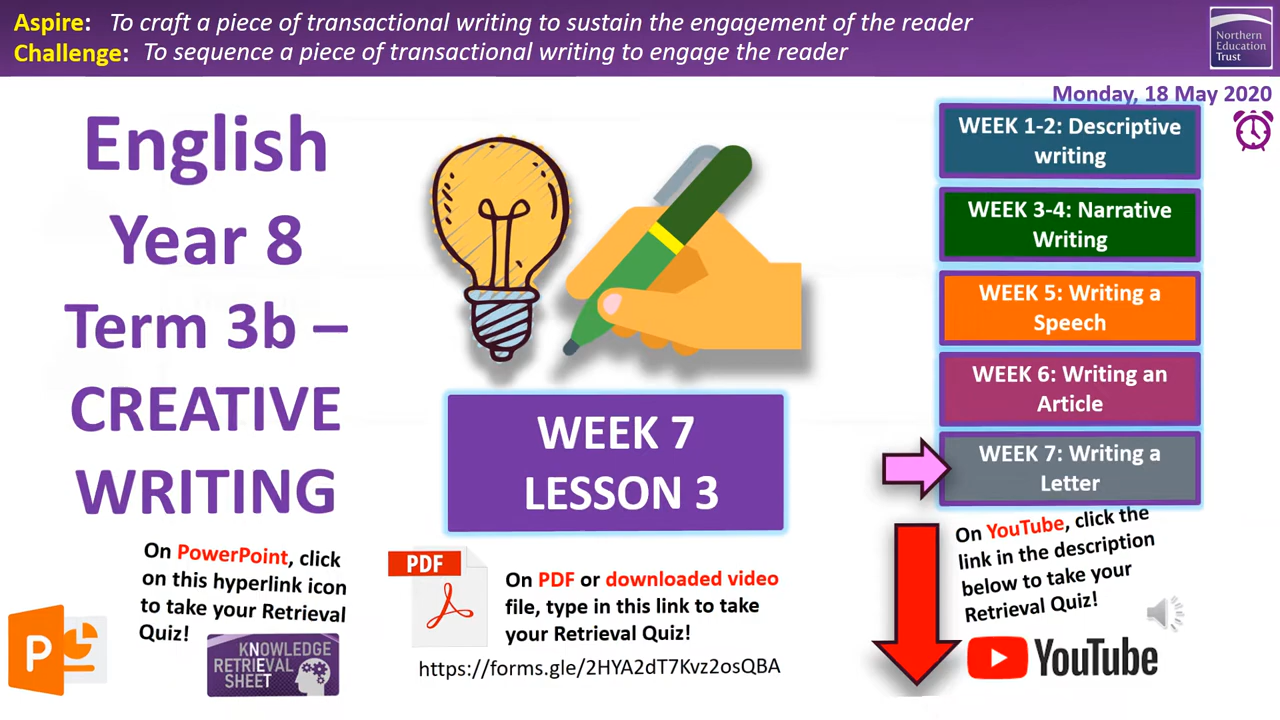 Aspire: To craft a piece of transactional writing to sustain the engagement of the reader
Challenge: To sequence a piece of transactional writing to engage the reader
Northern
Education
Trust
Monday, 18 May 2020
English
Year 8
Term 3b –
CREATIVE
WRITING
WEEK 7
LESSON 3
WEEK 1-2: Descriptive
writing
WEEK 3-4: Narrative
Writing
WEEK 5: Writing a
Speech
WEEK 6: Writing an
Article
WEEK 7: Writing a
Letter
On PowerPoint, click
on this hyperlink icon
to take your Retrieval
Quiz!
P
KNOWLEDGE
RETRIEVAL
SHEET
PDF
On PDF or downloaded video
file, type in this link to take
your Retrieval Quiz!
https://forms.gle/2HYA2dT7Kvz2osQBA
On YouTube, click the
link in the description
below to take your
Retrieval Quiz!
YouTube